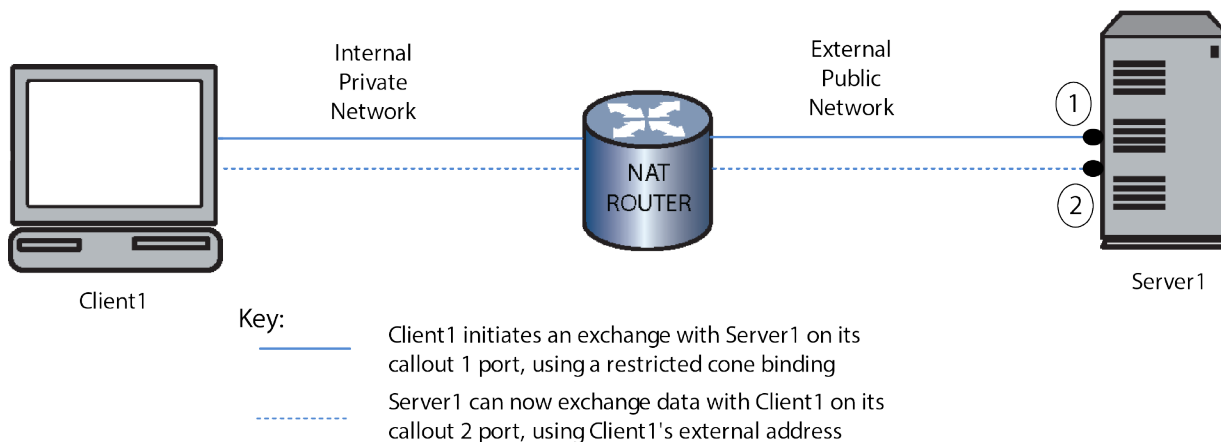 Internal
Private
Network
External
Public
Network
1
NAT
ROUTER
2
Client1
Server1
Key:
Client1 initiates an exchange with Server1 on its
callout 1 port, using a restricted cone binding
Server1 can now exchange data with Client1 on its
callout 2 port, using Client1's external address